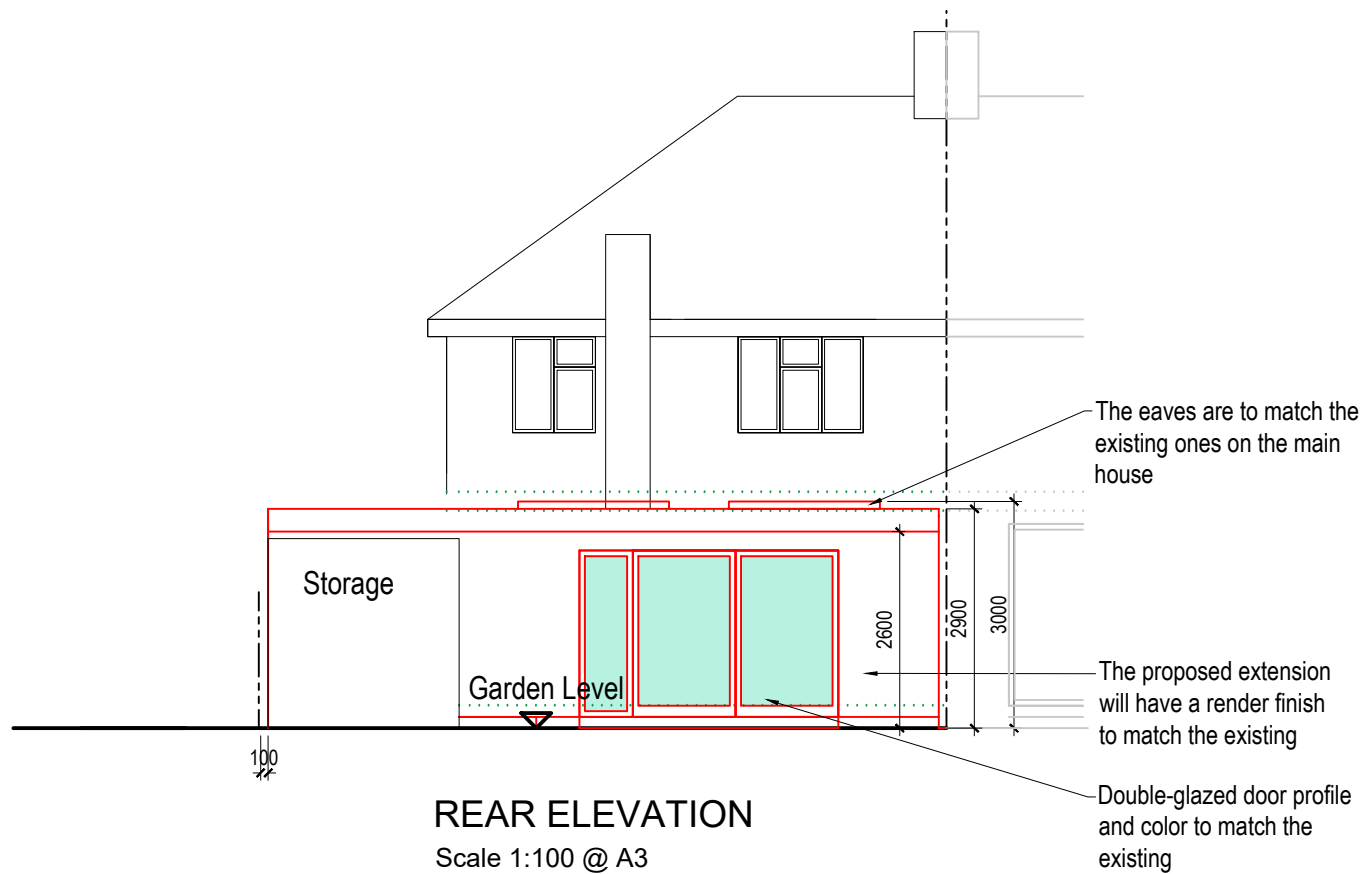 The eaves are to match the
existing ones on the main
house
Storage
2600
2900
3000
Garden Level
The proposed extension
will have a render finish
to match the existing
100
Double-glazed door profile
and color to match the
existing
REAR ELEVATION
Scale 1:100 @ A3